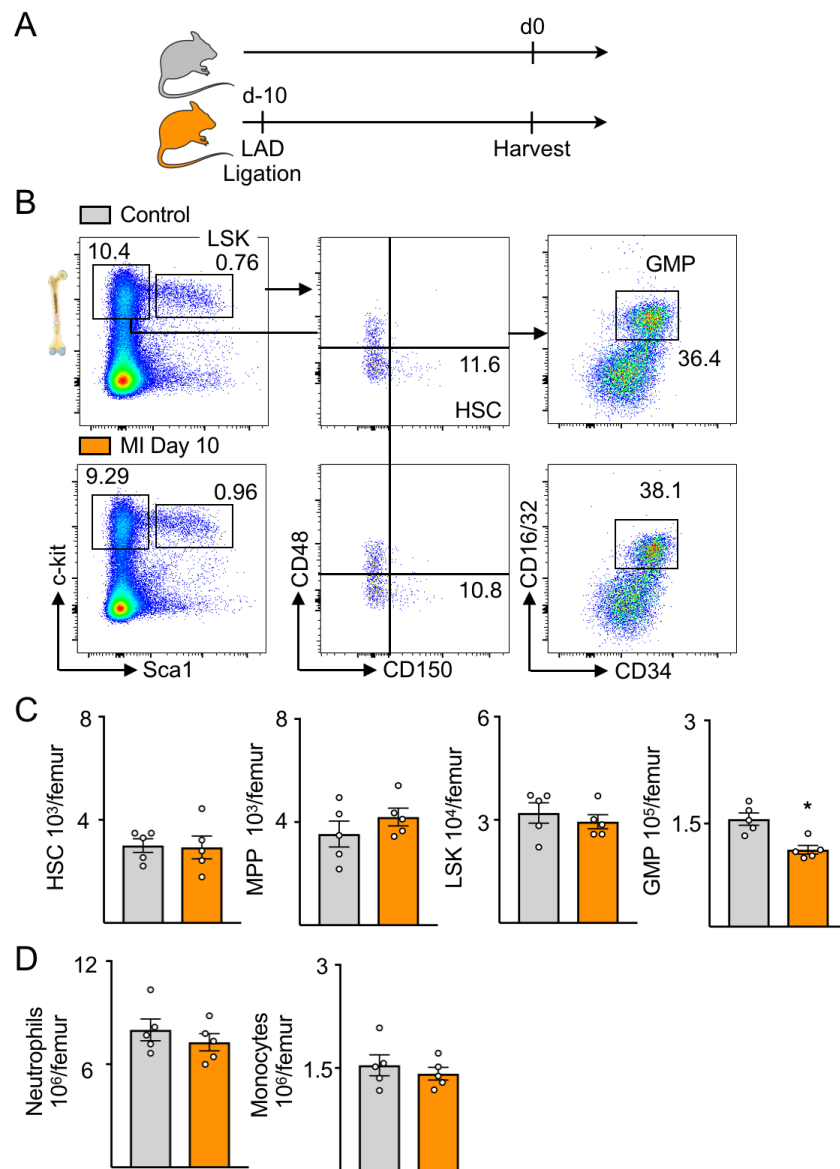 A
d0
d-10
LAD
Ligation
Harvest
B
Control
LSK
10.4
0.76
GMP
11.6
HSC
36.4
MI Day 10
9.29
0.96
10.8
38.1
c-kit
Sca1
CD48
CD150
CD16/32
CD34
C
HSC 10³/femur
8
4
MPP 10³/femur
8
4
LSK 10⁴/femur
6
3
GMP 10⁵/femur
3
1.5
*
D
Neutrophils
10⁶/femur
12
6
Monocytes
10⁶/femur
3
1.5